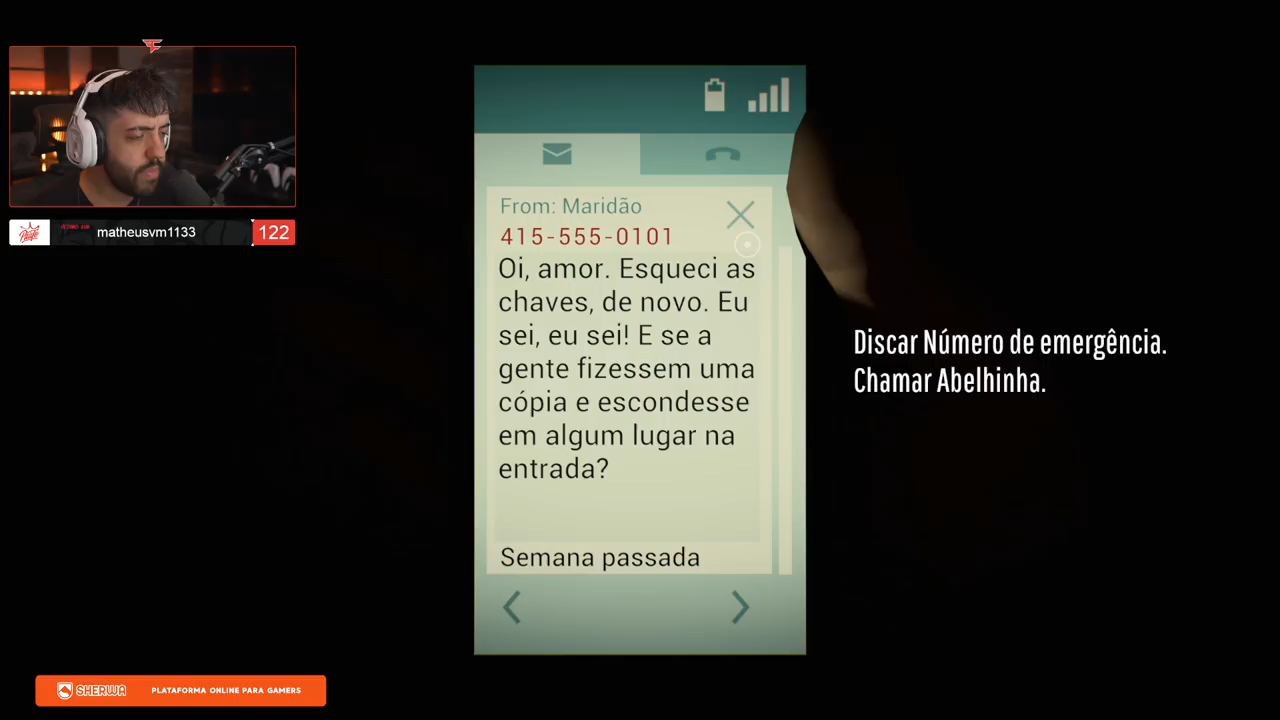 matheusvm1133
122
From: Maridão
415-555-0101
Oi, amor. Esqueci as
chaves, de novo. Eu
sei, eu sei! E se a
gente fizessem uma
cópia e escondesse
em algum lugar na
entrada?
Semana passada
Discar Número de emergência.
Chamar Abelhinha.
SHERWA
PLATAFORMA ONLINE PARA GAMERS